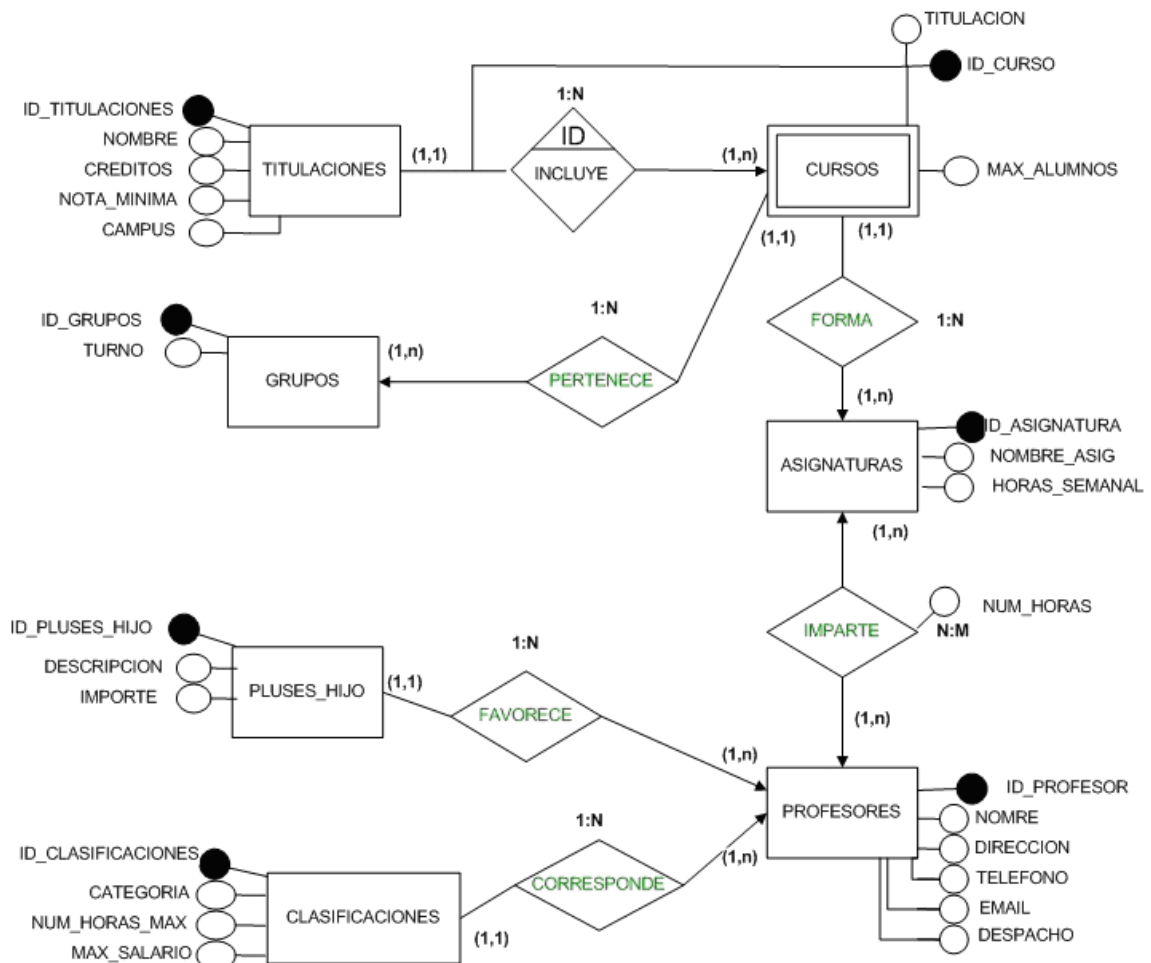 TITULACION
ID_CURSO
ID_TITULACIONES
NOMBRE
CREDITOS
NOTA_MINIMA
CAMPUS
TITULACIONES
(1,1)
1:N
ID
INCLUYE
(1,n)
CURSOS
MAX_ALUMNOS
(1,1)
(1,1)
ID_GRUPOS
TURNO
GRUPOS
(1,n)
1:N
PERTENECE
FORMA
1:N
(1,n)
ASIGNATURAS
ID_ASIGNATURA
NOMBRE_ASIG
HORAS_SEMANAL
(1,n)
IMPARTE
N:M
NUM_HORAS
(1,n)
ID_PLUSES_HIJO
DESCRIPCION
IMPORTE
PLUSES_HIJO
(1,1)
1:N
FAVORECE
(1,n)
PROFESORES
ID_PROFESOR
NOMRE
DIRECCION
TELEFONO
EMAIL
DESPACHO
ID_CLASIFICACIONES
CATEGORIA
NUM_HORAS_MAX
MAX_SALARIO
CLASIFICACIONES
(1,1)
1:N
CORRESPONDE
(1,n)